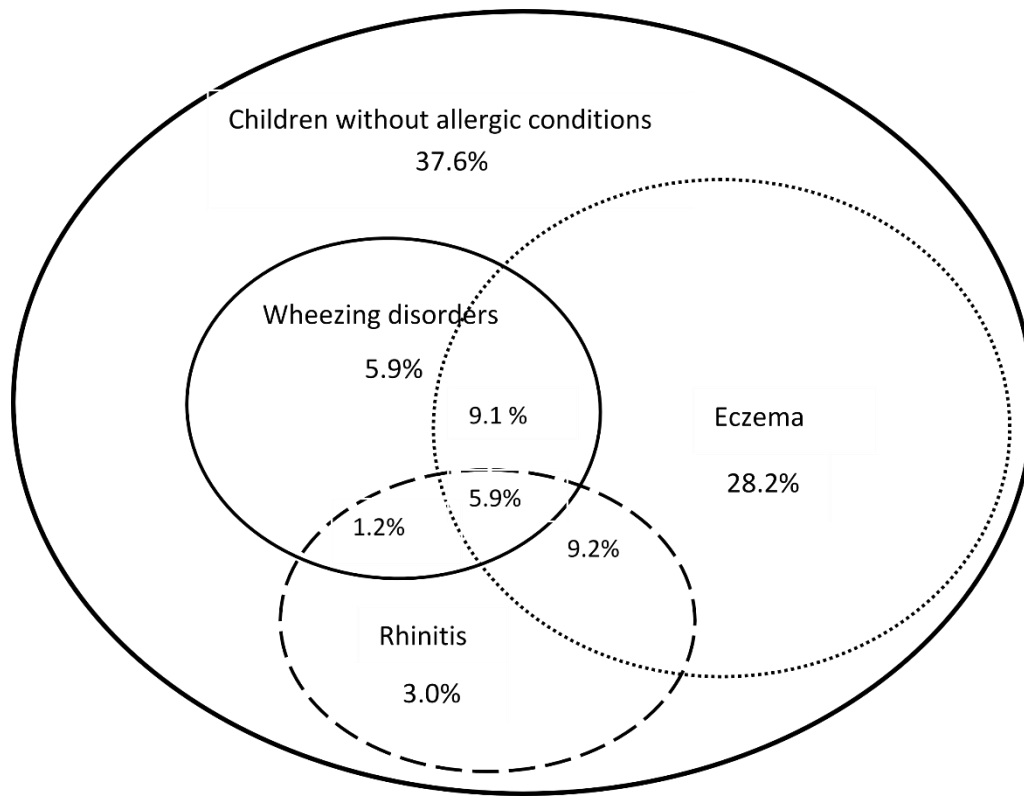 Children without allergic conditions
37.6%
Wheezing disorders
5.9%
9.1 %
Eczema
28.2%
5.9%
1.2%
9.2%
Rhinitis
3.0%